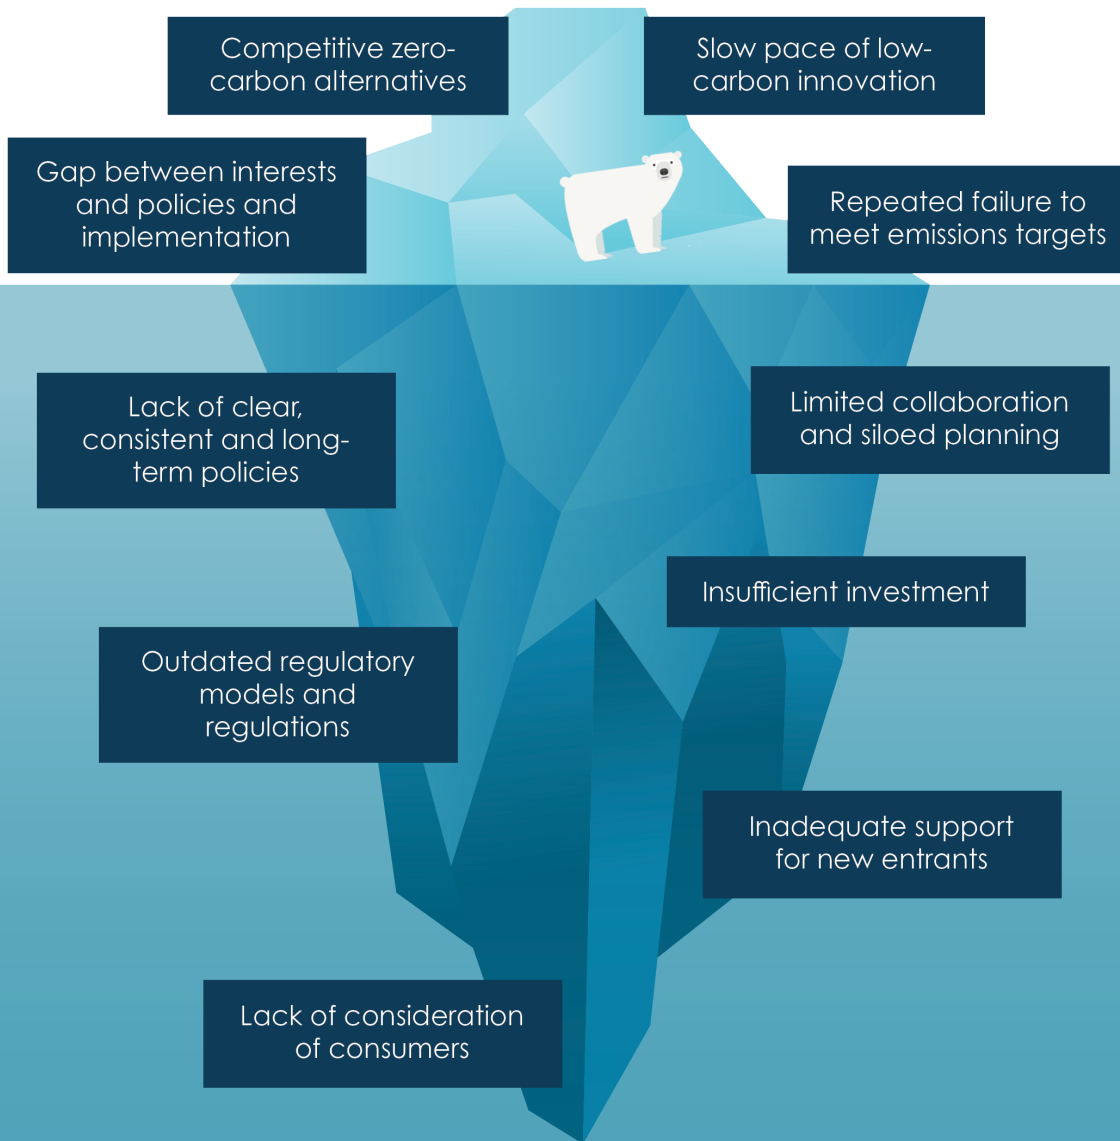 Competitive zero-
carbon alternatives
Slow pace of low-
carbon innovation
Gap between interests
and policies and
implementation
Repeated failure to
meet emissions targets
Lack of clear,
consistent and long-
term policies
Limited collaboration
and siloed planning
Insufficient investment
Outdated regulatory
models and
regulations
Inadequate support
for new entrants
Lack of consideration
of consumers